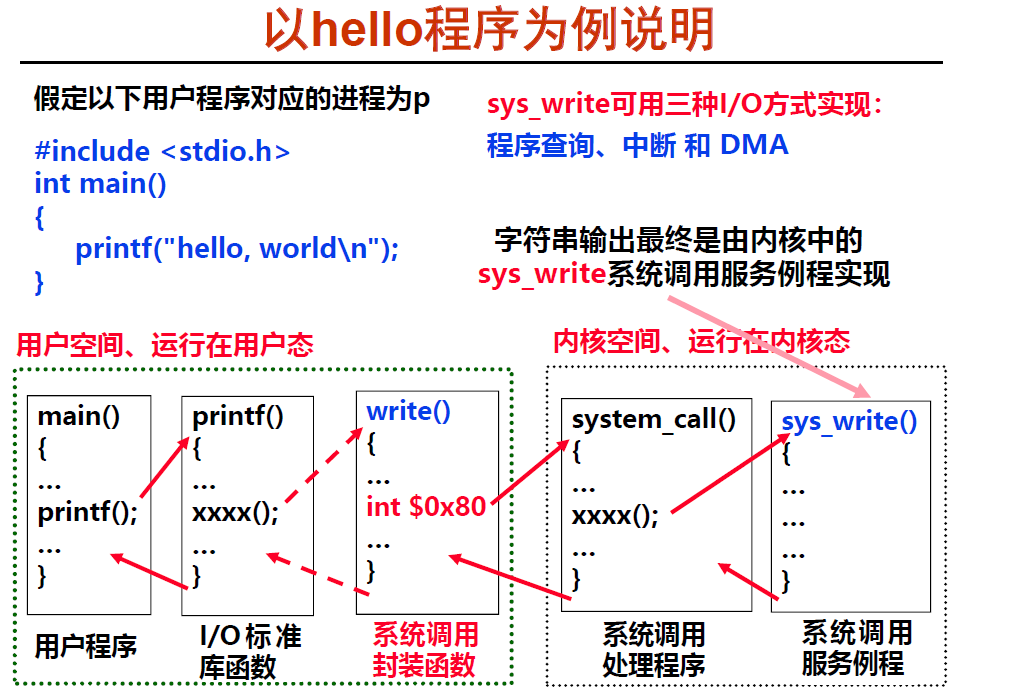 以hello程序为例说明
假定以下用户程序对应的进程为p
#include <stdio.h>
int main()
{
printf("hello, world\n");
}
sys_write可用三种I/O方式实现：
程序查询、中断 和 DMA
字符串输出最终是由内核中的
sys_write系统调用服务例程实现
用户空间、运行在用户态
main()
{
...
printf();
...
}
用户程序
printf()
{
...
xxxx();
...
}
I/O标准
库函数
write()
{
...
int $0x80
...
}
系统调用
封装函数
内核空间、运行在内核态
system_call()
{
...
xxxx();
...
}
系统调用
处理程序
sys_write()
{
...
...
...
}
系统调用
服务例程